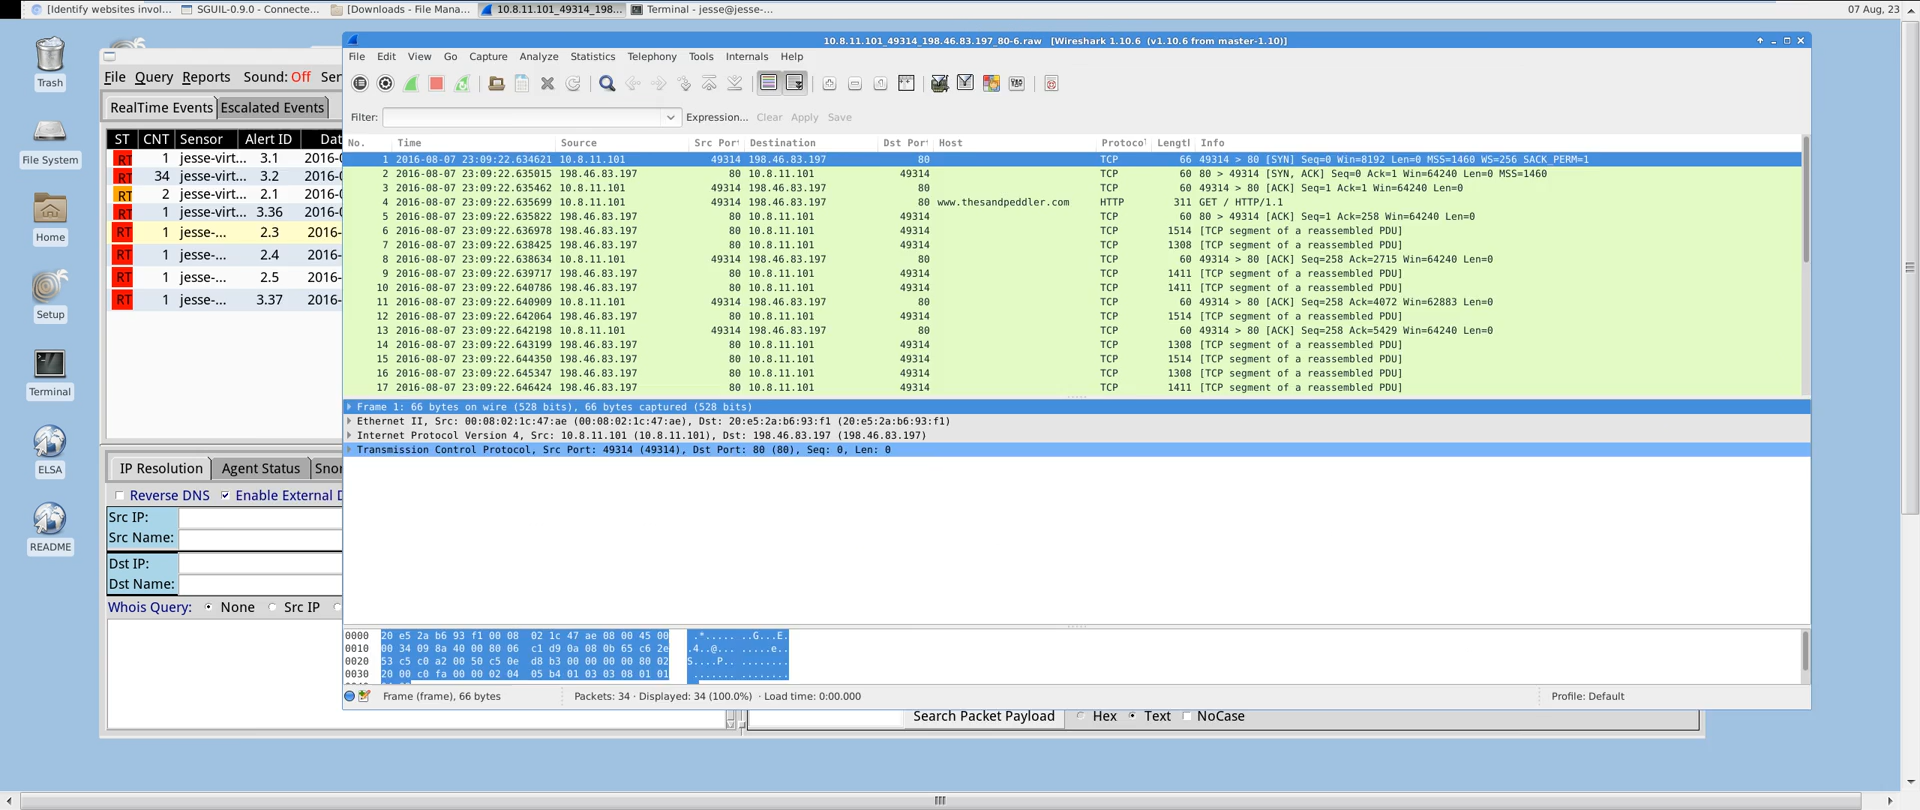 [Identify websites invol... SGUIL-0.9.0 - Connecte... [Downloads - File Mana... 10.8.11.101_49314_198... Terminal - jesse@jesse-... 07 Aug, 23
Trash
File System
Home
Setup
Terminal
ELSA
README
File Query Reports Sound: Off Ser
RealTime Events Escalated Events
ST CNT Sensor Alert ID Dat
RT 1 jesse-virt... 3.1 2016-0
RT 34 jesse-virt... 3.2 2016-0
RT 2 jesse-virt... 2.1 2016-0
RT 1 jesse-virt... 3.36 2016-0
RT 1 jesse-... 2.3 2016-
RT 1 jesse-... 2.4 2016-
RT 1 jesse-... 2.5 2016-
RT 1 jesse-... 3.37 2016-
IP Resolution Agent Status Snor
Reverse DNS Enable External D
Src IP:
Src Name:
Dst IP:
Dst Name:
Whois Query: None Src IP
10.8.11.101_49314_198.46.83.197_80-6.raw [Wireshark 1.10.6 (v1.10.6 from master-1.10)]
File Edit View Go Capture Analyze Statistics Telephony Tools Internals Help
Filter: Expression... Clear Apply Save
No. Time Source Src Por Destination Dst Por Host Protoco Lengtl Info
1 2016-08-07 23:09:22.634621 10.8.11.101 49314 198.46.83.197 80 TCP 66 49314 > 80 [SYN] Seq=0 Win=8192 Len=0 MSS=1460 WS=256 SACK_PERM=1
2 2016-08-07 23:09:22.635015 198.46.83.197 80 10.8.11.101 49314 TCP 60 80 > 49314 [SYN, ACK] Seq=0 Ack=1 Win=64240 Len=0 MSS=1460
3 2016-08-07 23:09:22.635462 10.8.11.101 49314 198.46.83.197 80 TCP 60 49314 > 80 [ACK] Seq=1 Ack=1 Win=64240 Len=0
4 2016-08-07 23:09:22.635699 10.8.11.101 49314 198.46.83.197 80 www.thesandpeddler.com HTTP 311 GET / HTTP/1.1
5 2016-08-07 23:09:22.635822 198.46.83.197 80 10.8.11.101 49314 TCP 60 80 > 49314 [ACK] Seq=1 Ack=258 Win=64240 Len=0
6 2016-08-07 23:09:22.636978 198.46.83.197 80 10.8.11.101 49314 TCP 1514 [TCP segment of a reassembled PDU]
7 2016-08-07 23:09:22.638425 198.46.83.197 80 10.8.11.101 49314 TCP 1308 [TCP segment of a reassembled PDU]
8 2016-08-07 23:09:22.638634 10.8.11.101 49314 198.46.83.197 80 TCP 60 49314 > 80 [ACK] Seq=258 Ack=2715 Win=64240 Len=0
9 2016-08-07 23:09:22.639717 198.46.83.197 80 10.8.11.101 49314 TCP 1411 [TCP segment of a reassembled PDU]
10 2016-08-07 23:09:22.640786 198.46.83.197 80 10.8.11.101 49314 TCP 1411 [TCP segment of a reassembled PDU]
11 2016-08-07 23:09:22.640909 10.8.11.101 49314 198.46.83.197 80 TCP 60 49314 > 80 [ACK] Seq=258 Ack=4072 Win=62883 Len=0
12 2016-08-07 23:09:22.642064 198.46.83.197 80 10.8.11.101 49314 TCP 1514 [TCP segment of a reassembled PDU]
13 2016-08-07 23:09:22.642198 10.8.11.101 49314 198.46.83.197 80 TCP 60 49314 > 80 [ACK] Seq=258 Ack=5429 Win=64240 Len=0
14 2016-08-07 23:09:22.643199 198.46.83.197 80 10.8.11.101 49314 TCP 1308 [TCP segment of a reassembled PDU]
15 2016-08-07 23:09:22.644350 198.46.83.197 80 10.8.11.101 49314 TCP 1514 [TCP segment of a reassembled PDU]
16 2016-08-07 23:09:22.645347 198.46.83.197 80 10.8.11.101 49314 TCP 1308 [TCP segment of a reassembled PDU]
17 2016-08-07 23:09:22.646424 198.46.83.197 80 10.8.11.101 49314 TCP 1411 [TCP segment of a reassembled PDU]
Frame 1: 66 bytes on wire (528 bits), 66 bytes captured (528 bits)
Ethernet II, Src: 00:08:02:1c:47:ae (00:08:02:1c:47:ae), Dst: 20:e5:2a:b6:93:f1 (20:e5:2a:b6:93:f1)
Internet Protocol Version 4, Src: 10.8.11.101 (10.8.11.101), Dst: 198.46.83.197 (198.46.83.197)
Transmission Control Protocol, Src Port: 49314 (49314), Dst Port: 80 (80), Seq: 0, Len: 0
0000 20 e5 2a b6 93 f1 00 08 02 1c 47 ae 08 00 45 00 .*..... ..G...E.
0010 00 34 09 8a 40 00 80 06 c1 d9 0a 08 0b 65 c6 2e .4..@... .....e..
0020 53 c5 c0 a2 00 50 c5 0e d8 b3 00 00 00 00 80 02 S....P.. ........
0030 20 00 c0 fa 00 00 02 04 05 b4 01 03 03 08 01 01 ....... ........
Frame (frame), 66 bytes Packets: 34 · Displayed: 34 (100.0%) · Load time: 0:00.000 Profile: Default
Search Packet Payload Hex Text NoCase